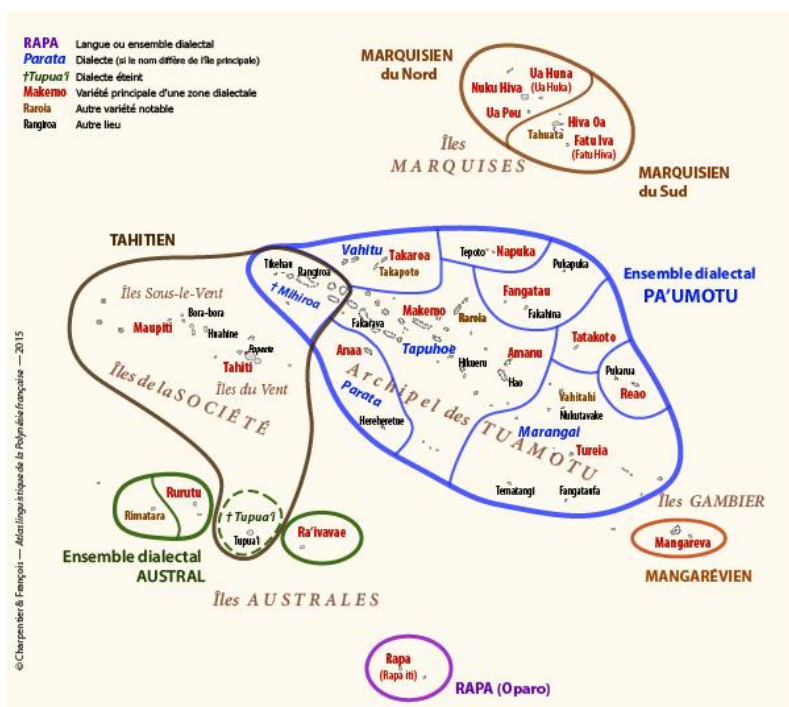 RAPA Langue ou ensemble dialectal
Parata Dialecte (si le nom diffère de l'île principale)
†Tupua'i Dialecte éteint
Makemo Variété principale d'une zone dialectale
Raroia Autre variété notable
Rangiroa Autre lieu
MARQUISIEN
du Nord
Ua Huna
(Ua Huka)
Nuku Hiva
Ua Pou
Hiva Oa
Tahuata
Fatu Iva
(Fatu Hiva)
Îles
MARQUISES
MARQUISIEN
du Sud
TAHITIEN
Tikehau
Rangiroa
†Mihiroa
Vahitu
Takaroa
Takapoto
Tepoto
Napuka
Pukapuka
Ensemble dialectal
PA'UMOTU
Fangatau
Fakahina
Îles Sous-le-Vent
Bora-bora
Maupiti
Huahine
Papeete
Tahiti
Îles du Vent
Îles de la SOCIÉTÉ
Makemo
Raroia
Fakarava
Tapuhoe
Anaa
Hikueru
Amanu
Hao
Tatakoto
Pukarua
Reao
Parata
Hereheretue
Archipel des TUAMOTU
Vahitahi
Nukutavake
Marangai
Tureia
Tematangi
Fangataufa
Îles GAMBIER
Mangareva
MANGARÉVIEN
Rurutu
Rimatara
†Tupua'i
Tupua'i
Ra'ivavae
Ensemble dialectal
AUSTRAL
Îles AUSTRALES
Rapa
(Rapa iti)
RAPA (Oparo)
© Charpentier & François — Atlas linguistique de la Polynésie française — 2015